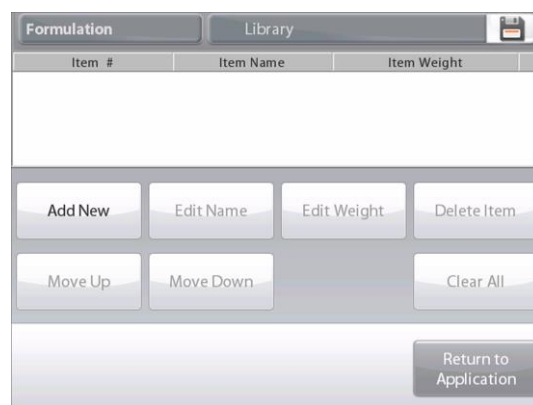 Formulation Library
Item # Item Name Item Weight
Add New Edit Name Edit Weight Delete Item
Move Up Move Down Clear All
Return to
Application